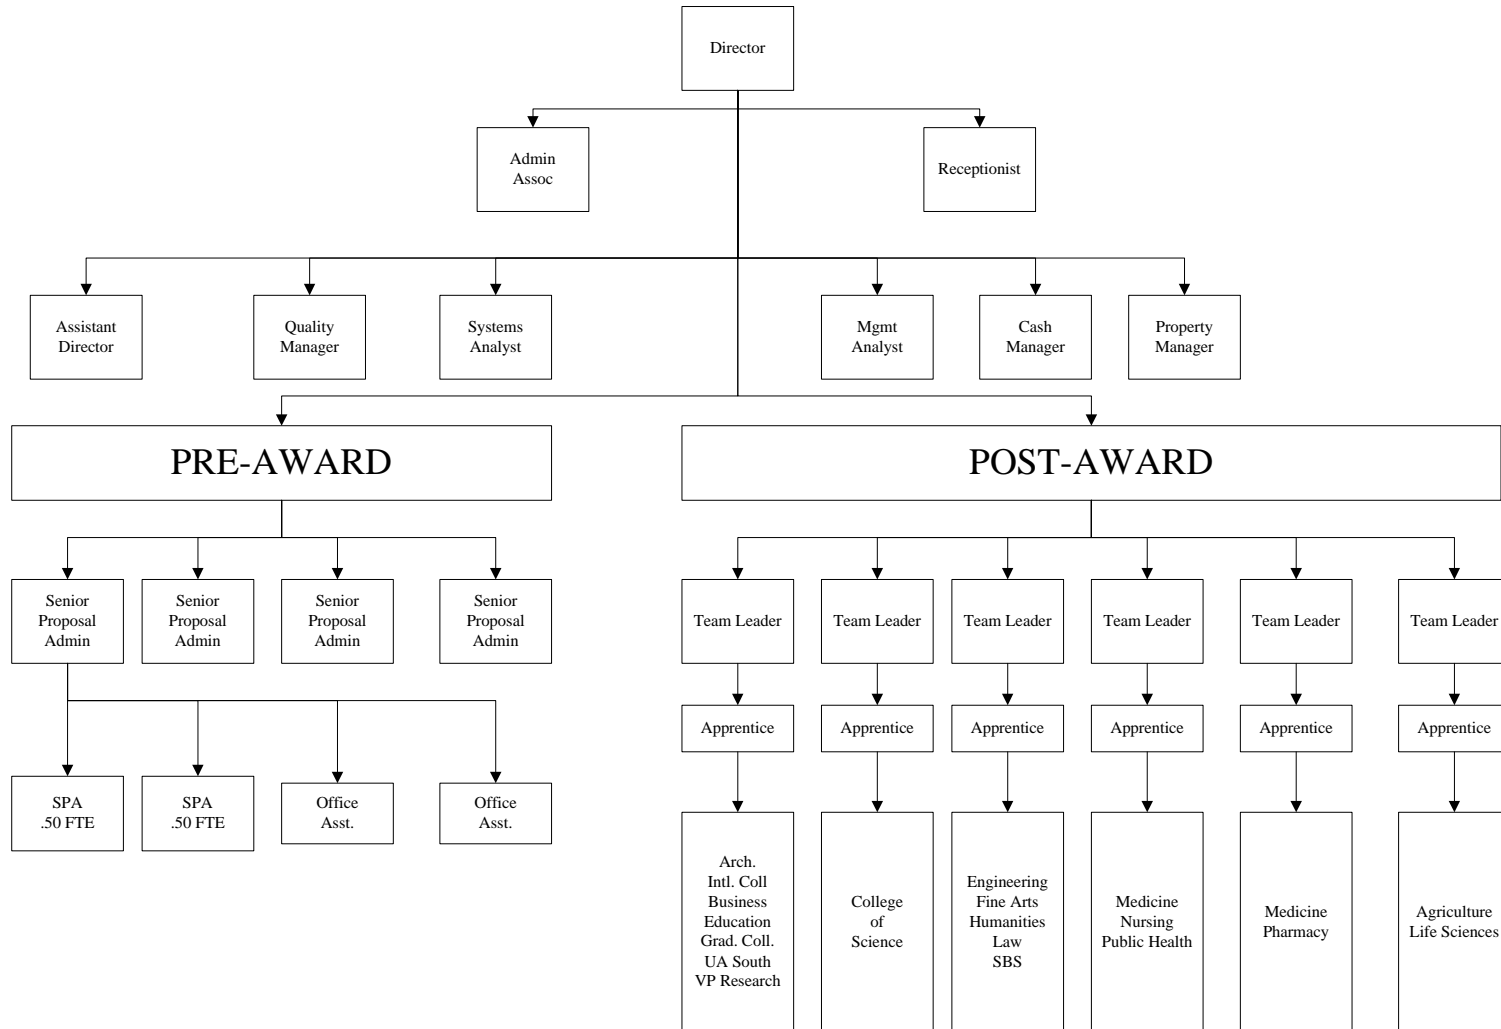 Director
Admin
Assoc
Receptionist
Assistant
Director
Quality
Manager
Systems
Analyst
Mgmt
Analyst
Cash
Manager
Property
Manager
PRE-AWARD
POST-AWARD
Senior
Proposal
Admin
Senior
Proposal
Admin
Senior
Proposal
Admin
Senior
Proposal
Admin
Team Leader
Team Leader
Team Leader
Team Leader
Team Leader
Team Leader
Apprentice
Apprentice
Apprentice
Apprentice
Apprentice
Apprentice
SPA
.50 FTE
SPA
.50 FTE
Office
Asst.
Office
Asst.
Arch.
Intl. Coll
Business
Education
Grad. Coll.
UA South
VP Research
College
of
Science
Engineering
Fine Arts
Humanities
Law
SBS
Medicine
Nursing
Public Health
Medicine
Pharmacy
Agriculture
Life Sciences